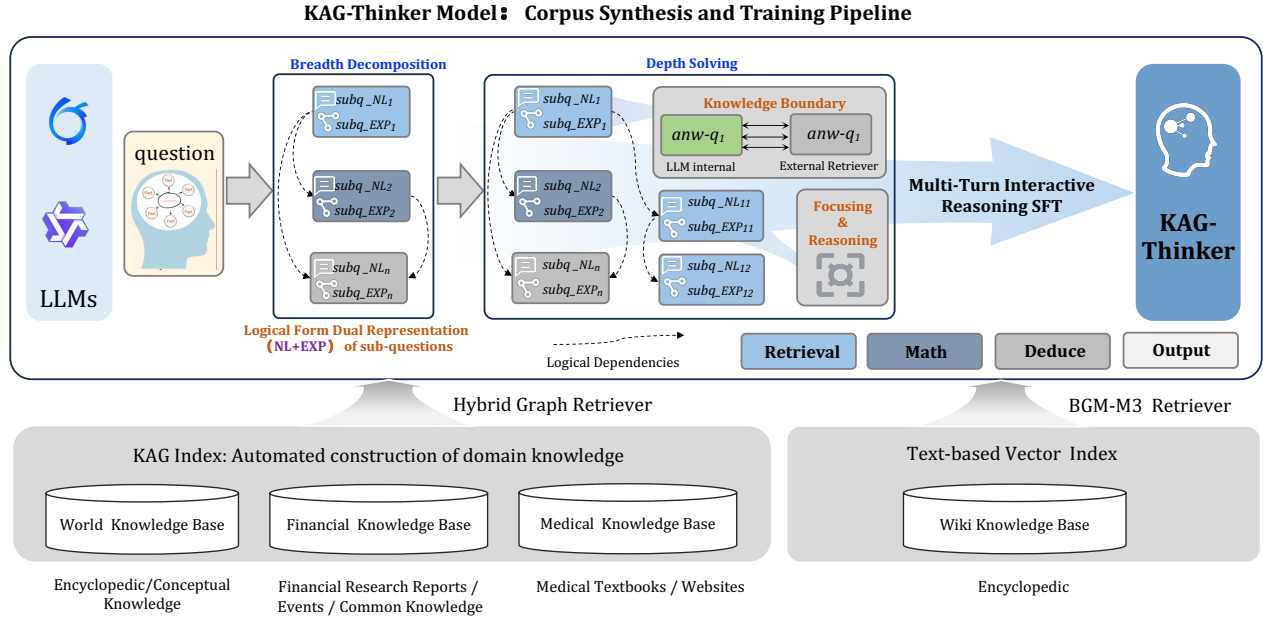 KAG-Thinker Model: Corpus Synthesis and Training Pipeline
LLMs
question
Breadth Decomposition
subq_NL1
subq_EXP1
subq_NL2
subq_EXP2
subq_NLn
subq_EXPn
Logical Form Dual Representation
(NL+EXP) of sub-questions
Depth Solving
subq_NL1
subq_EXP1
subq_NL2
subq_EXP2
subq_NLn
subq_EXPn
Knowledge Boundary
anw-q1
anw-q1
LLM internal
External Retriever
subq_NL11
subq_EXP11
subq_NL12
subq_EXP12
Focusing
&
Reasoning
Multi-Turn Interactive
Reasoning SFT
KAG-
Thinker
Logical Dependencies
Retrieval
Math
Deduce
Output
Hybrid Graph Retriever
BGM-M3 Retriever
KAG Index: Automated construction of domain knowledge
World Knowledge Base
Financial Knowledge Base
Medical Knowledge Base
Encyclopedic/Conceptual
Knowledge
Financial Research Reports /
Events / Common Knowledge
Medical Textbooks / Websites
Text-based Vector Index
Wiki Knowledge Base
Encyclopedic